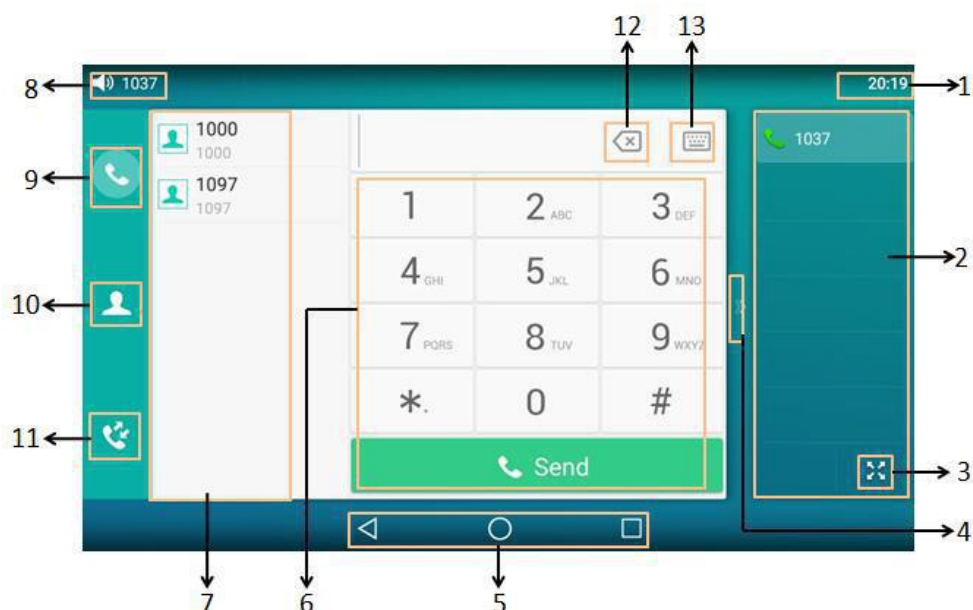 12 13
8 1037 20:19 1
1000
1000
1037
9
1097
1097
1 2 ABC 3 DEF
2
4 GHI 5 JKL 6 MNO
10
7 PQRS 8 TUV 9 WXYZ
*. 0 #
11
Send
3
4
7 6 5